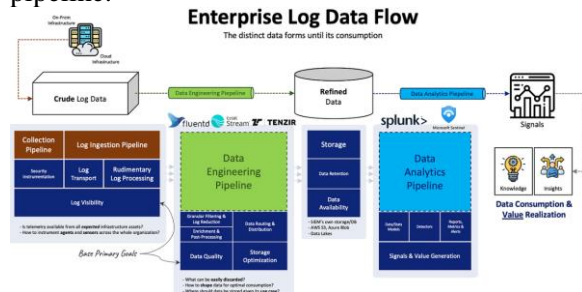 pipeline.
Enterprise Log Data Flow
The distinct data forms until its consumption
On-Prem
Infrastructure
Cloud
Infrastructure
Crude Log Data
Data Engineering Piepeline
Refined
Data
Data Analytics Piepeline
Signals
Collection
Pipeline
Log Ingestion Pipeline
Security
Instrumentation
Log
Transport
Rudimentary
Log Processing
Log Visibility
- Is telemetry available from all expected infrastructure assets?
- How to instrument agents and sensors across the whole organization?
Base Primary Goals
fluentd
Stream
TENZIR
Data
Engineering
Pipeline
Granular Filtering &
Log Reduction
Enrichment &
Post-Processing
Data Routing &
Distribution
Data Quality
Storage
Optimization
- What can be easily discarded?
- How to shape data for optimal consumption?
Storage
Data Retention
Data
Availability
- SIEM's own storage/DB
- AWS S3, Azure Blob
- Data Lakes
splunk>
Microsoft Sentinel
Data
Analytics
Pipeline
Detections
Reports,
Metrics &
Alerts
Signals & Value Generation
Knowledge
Insights
Data Consumption &
Value Realization